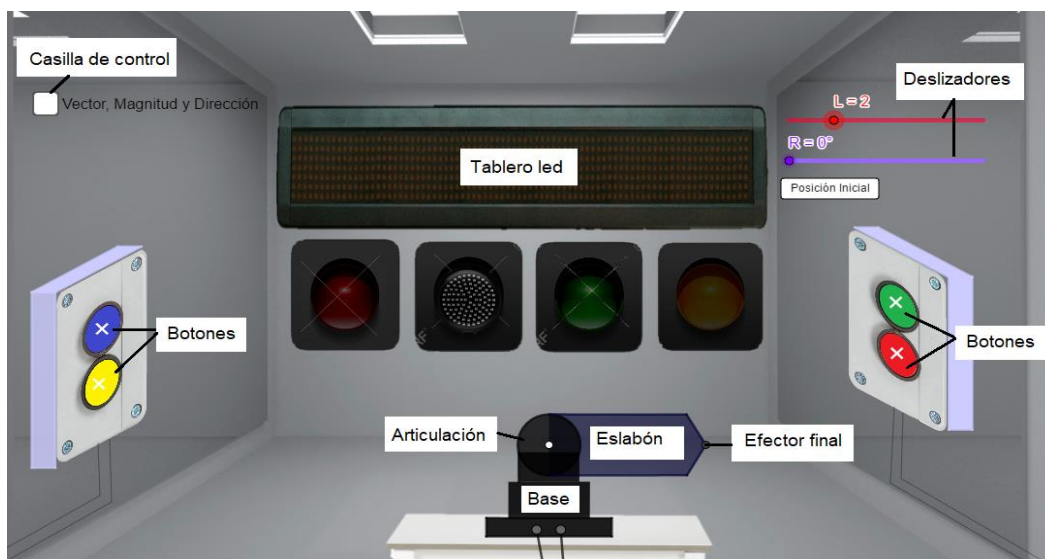 Casilla de control
Vector, Magnitud y Dirección
Deslizadores
L = 2
R = 0°
Posición Inicial
Tablero led
Botones
Botones
Articulación
Eslabón
Efector final
Base